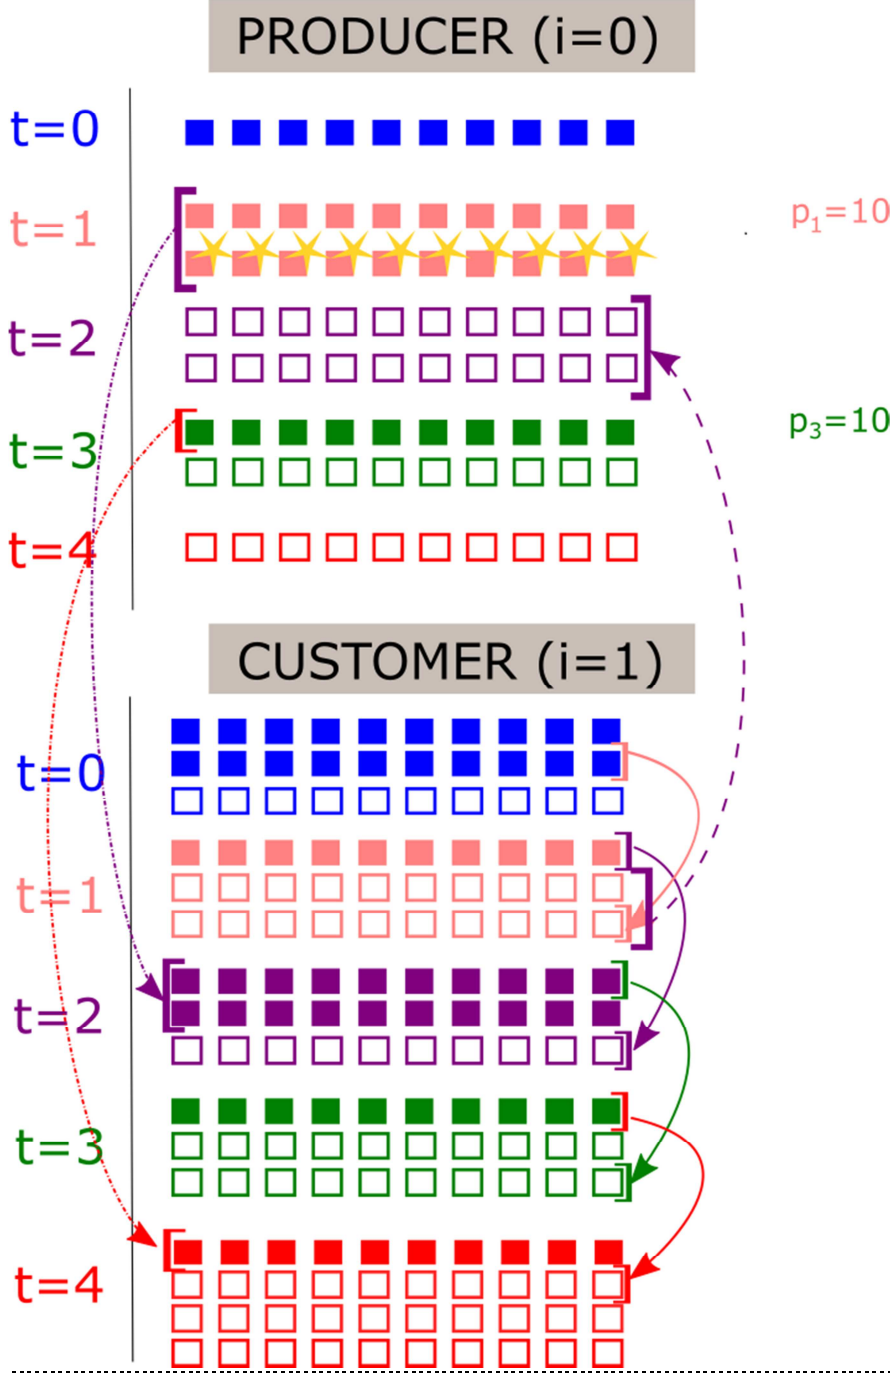 PRODUCER (i=0)
t=0
t=1
p₁=10
t=2
t=3
p₃=10
t=4
CUSTOMER (i=1)
t=0
t=1
t=2
t=3
t=4